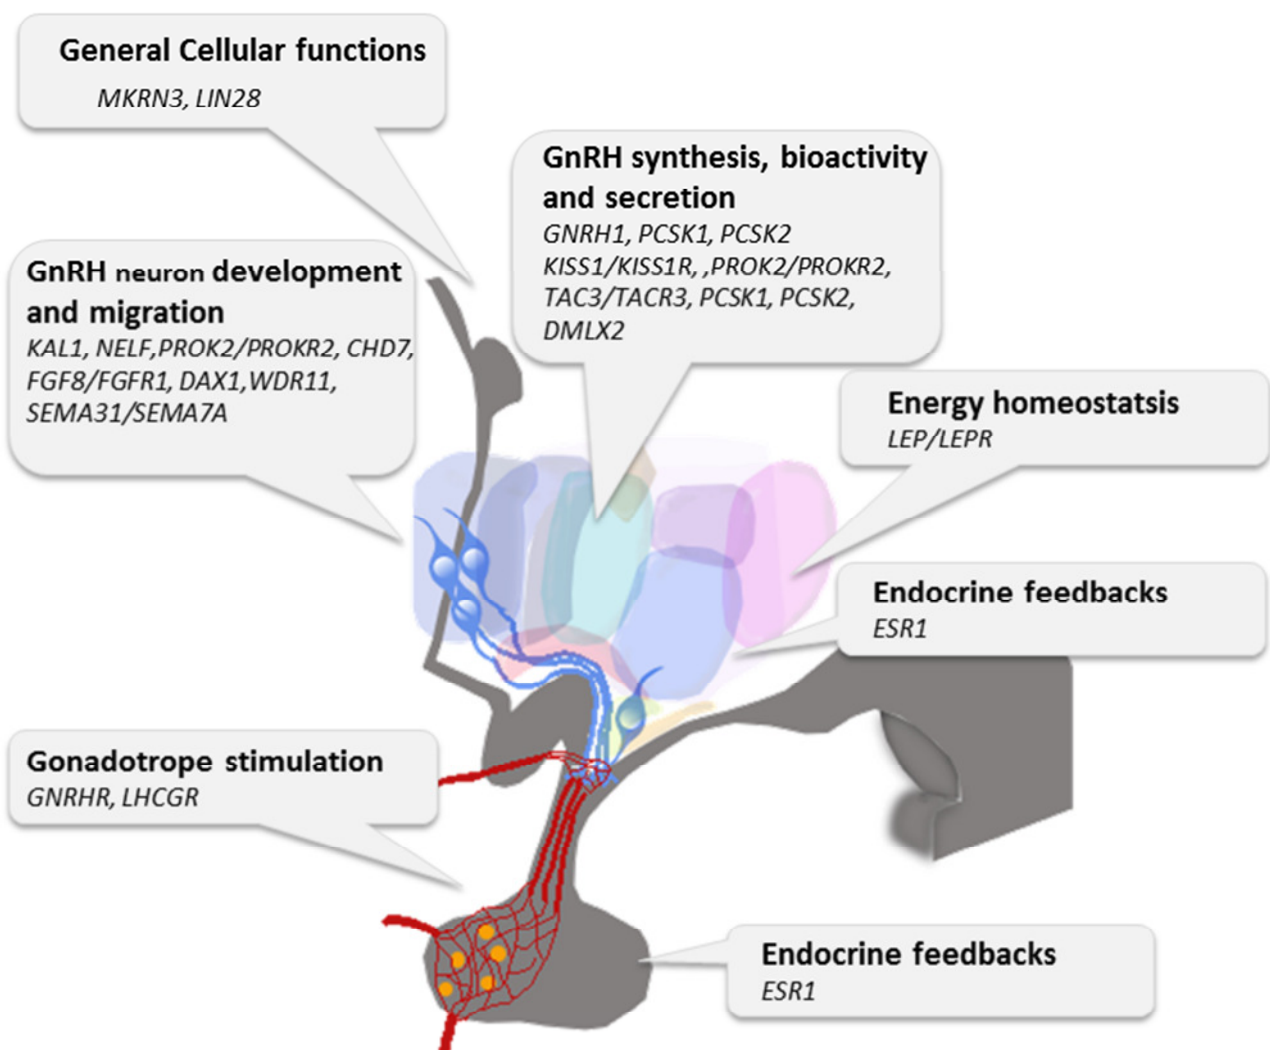 General Cellular functions
MKRN3, LIN28
GnRH synthesis, bioactivity
and secretion
GNRH1, PCSK1, PCSK2
KISS1/KISS1R, ,PROK2/PROKR2,
TAC3/TACR3, PCSK1, PCSK2,
DMLX2
GnRH neuron development
and migration
KAL1, NELF,PROK2/PROKR2, CHD7,
FGF8/FGFR1, DAX1,WDR11,
SEMA31/SEMA7A
Energy homeostatsis
LEP/LEPR
Endocrine feedbacks
ESR1
Gonadotrope stimulation
GNRHR, LHCGR
Endocrine feedbacks
ESR1